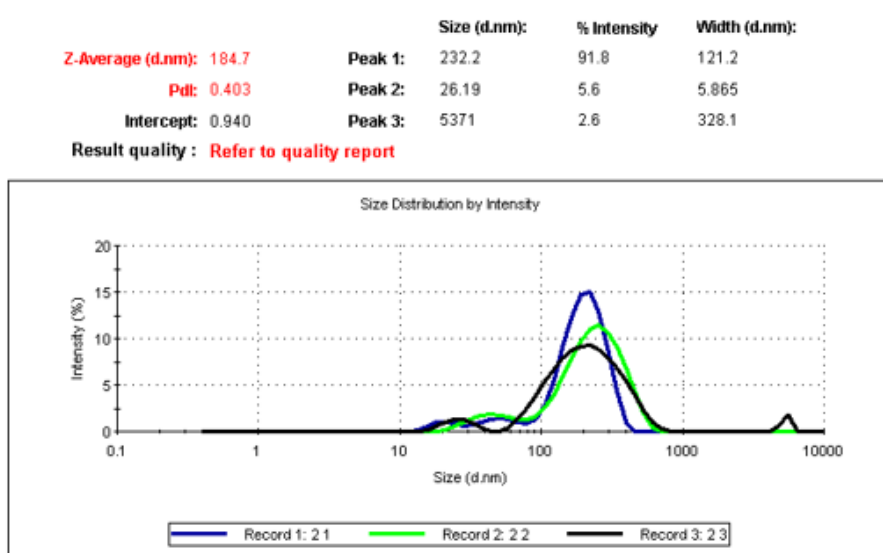 Size (d.nm): % Intensity Width (d.nm):
Z-Average (d.nm): 184.7 Peak 1: 232.2 91.8 121.2
PdI: 0.403 Peak 2: 26.19 5.6 5.865
Intercept: 0.940 Peak 3: 5371 2.6 328.1
Result quality : Refer to quality report
Size Distribution by Intensity
20
15
10
5
0
Intensity (%)
0.1 1 10 100 1000 10000
Size (d.nm)
Record 1: 2 1 Record 2: 2 2 Record 3: 2 3